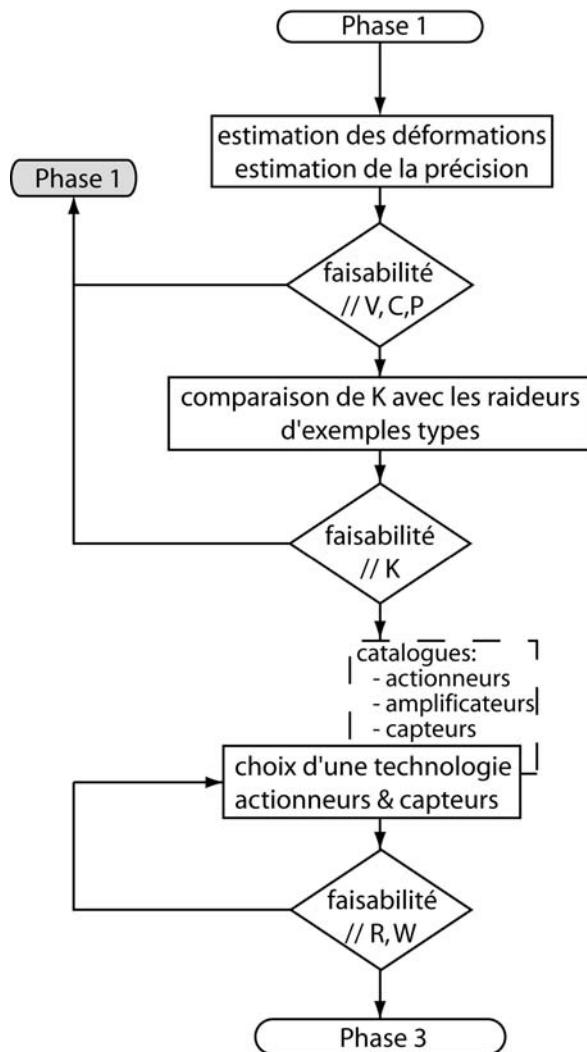 Phase 1
estimation des déformations
estimation de la précision
Phase 1
faisabilité
// V, C,P
comparaison de K avec les raideurs
d'exemples types
faisabilité
// K
catalogues:
- actionneurs
- amplificateurs
- capteurs
choix d'une technologie
actionneurs & capteurs
faisabilité
// R, W
Phase 3